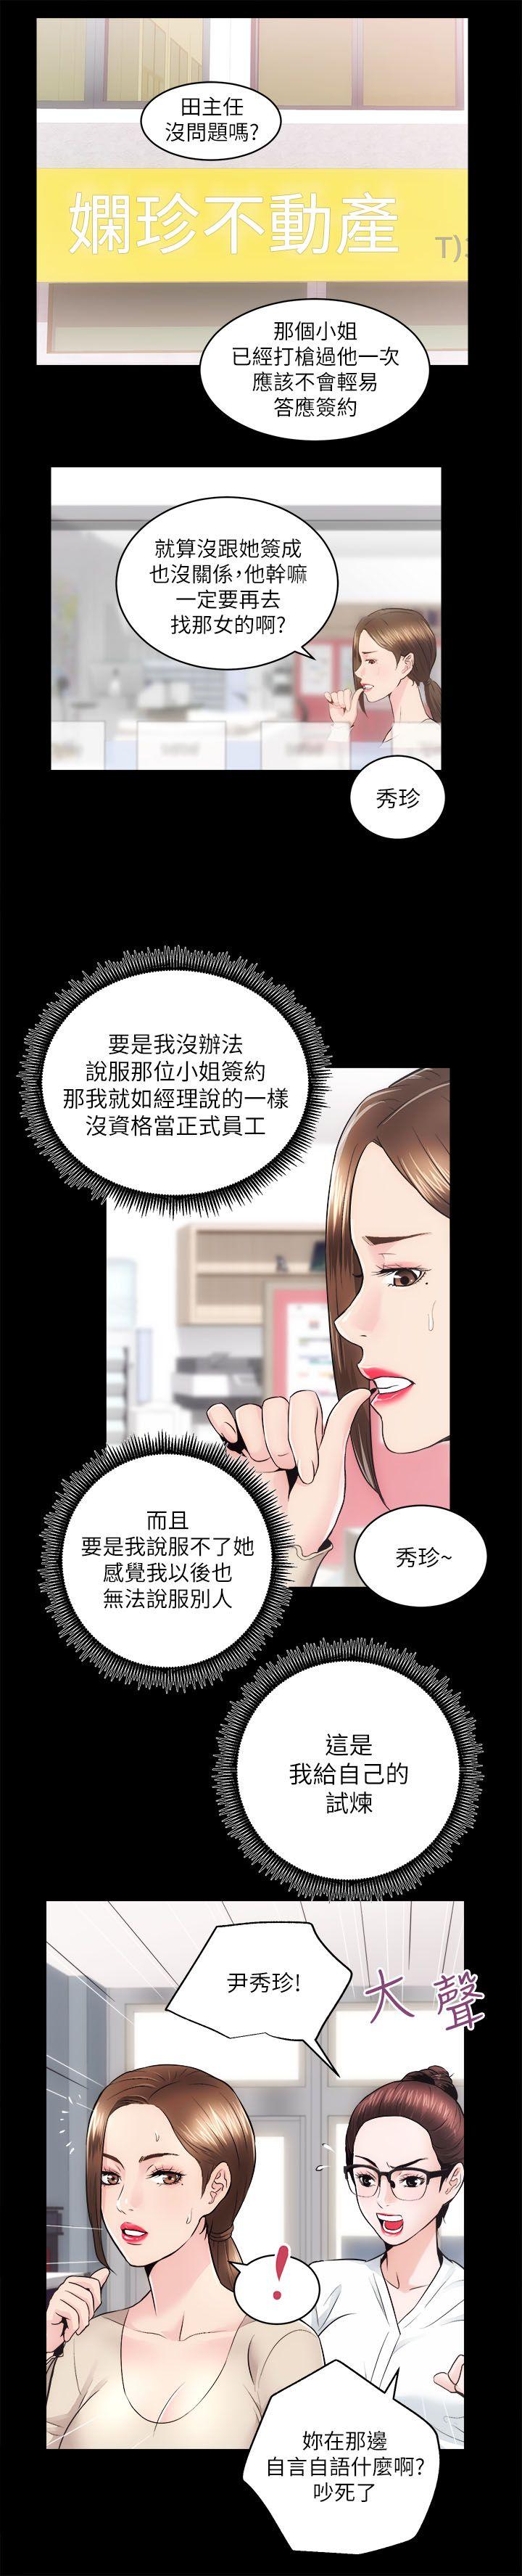 田主任
沒問題嗎?
嫻珍不動產
T)
那個小姐
已經打槍過他一次
應該不會輕易
答應簽約
就算沒跟她簽成
也沒關係，他幹嘛
一定要再去
找那女的啊?
秀珍
要是我沒辦法
說服那位小姐簽約
那我就如經理說的一樣
沒資格當正式員工
而且
要是我說服不了她
感覺我以後也
無法說服別人
秀珍~
這是
我給自己的
試煉
尹秀珍!
大聲
!
妳在那邊
自言自語什麼啊?
吵死了